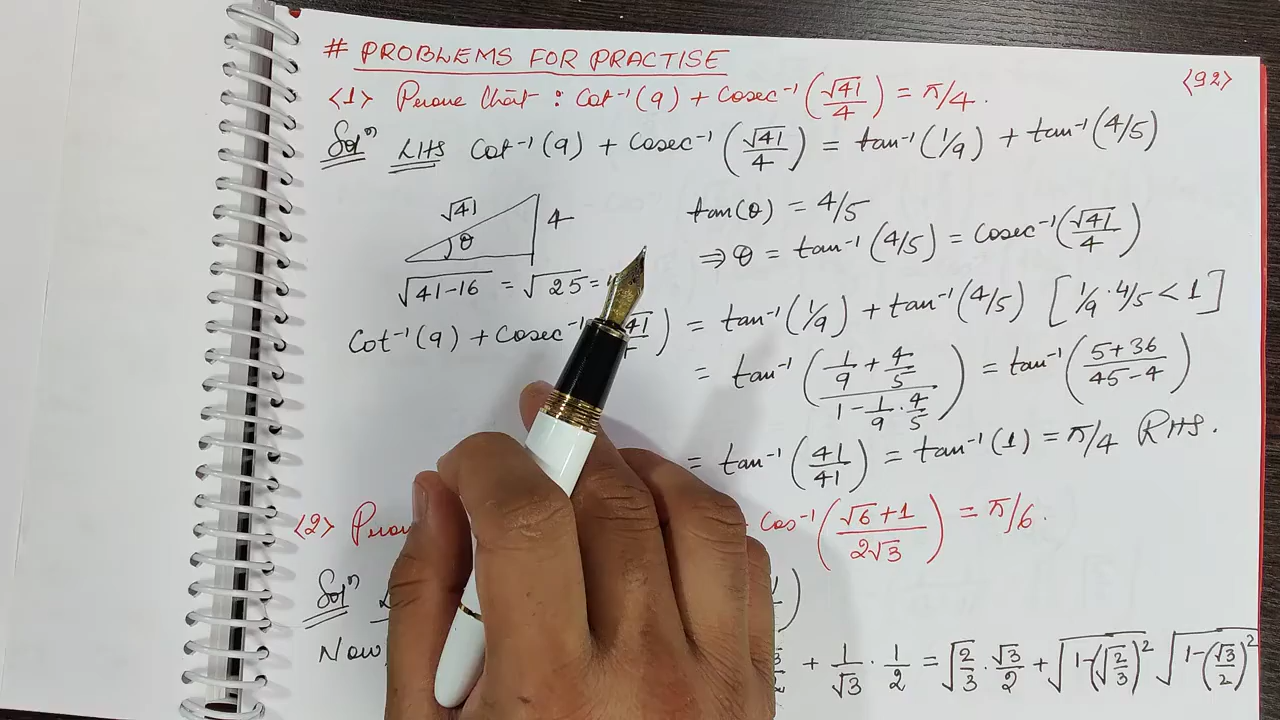 # PROBLEMS FOR PRACTISE
<92>
<1> Prove that : Cot⁻¹(9) + Cosec⁻¹(√41/4) = π/4.
Solⁿ LHS Cot⁻¹(9) + Cosec⁻¹(√41/4) = tan⁻¹(1/9) + tan⁻¹(4/5)
√41 4 θ
tan(θ) = 4/5
⇒ θ = tan⁻¹(4/5) = Cosec⁻¹(√41/4)
√41-16 = √25 =
Cot⁻¹(9) + Cosec⁻¹ = tan⁻¹(1/9) + tan⁻¹(4/5) [1/9·4/5 < 1]
= tan⁻¹((1/9 + 4/5)/(1 - 1/9·4/5)) = tan⁻¹((5+36)/(45-4))
= tan⁻¹(41/41) = tan⁻¹(1) = π/4 RHS.
<2> Cos⁻¹((√6+1)/(2√3)) = π/6.
Solⁿ
Now, + 1/√3 · 1/2 = √(2/3) · √3/2 + √(1-(√(2/3))²) √(1-(√3/2)²)